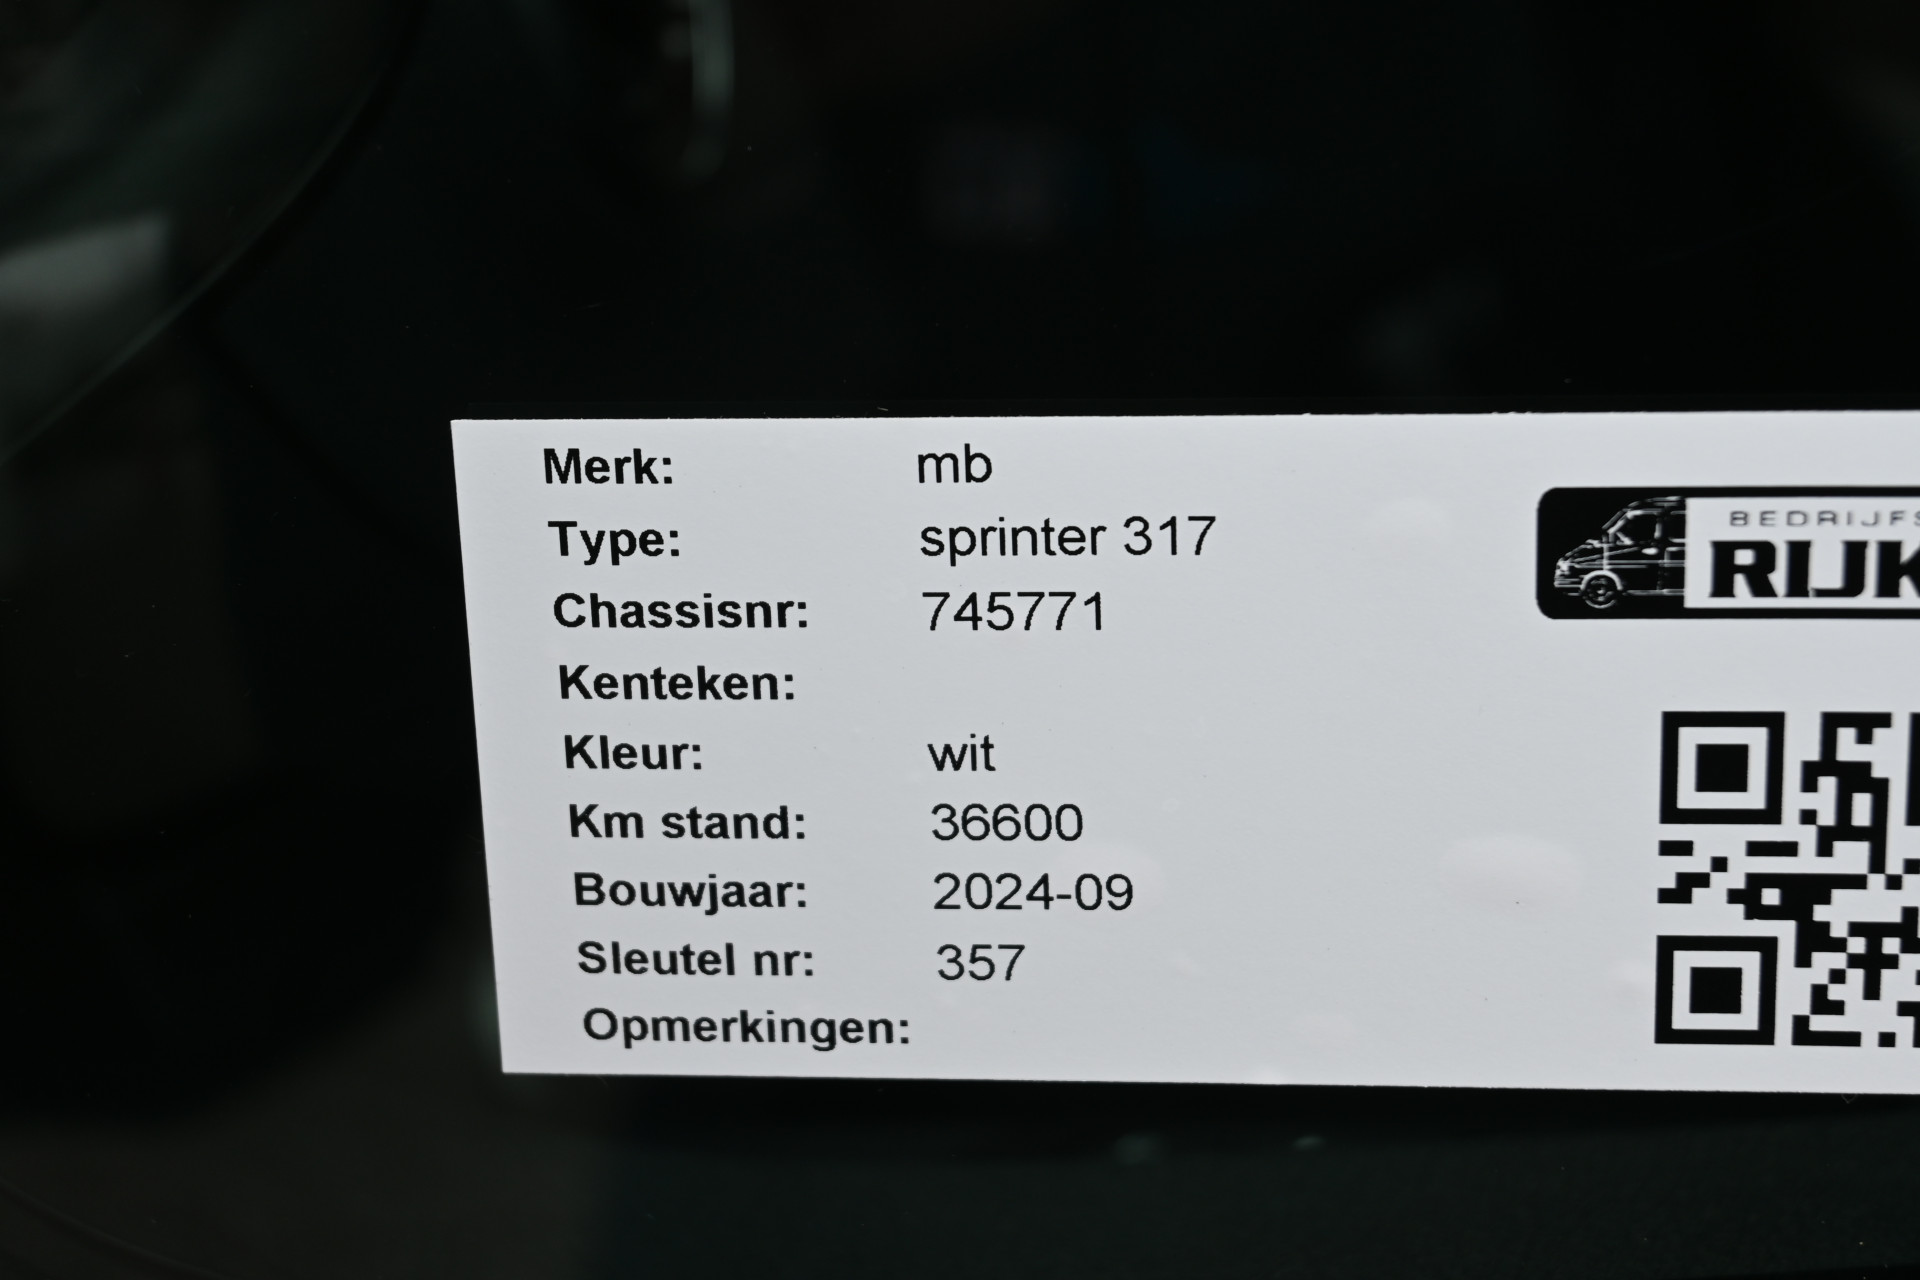 Merk: mb
Type: sprinter 317
Chassisnr: 745771
Kenteken:
Kleur: wit
Km stand: 36600
Bouwjaar: 2024-09
Sleutel nr: 357
Opmerkingen:
BEDRIJFS
RIJK